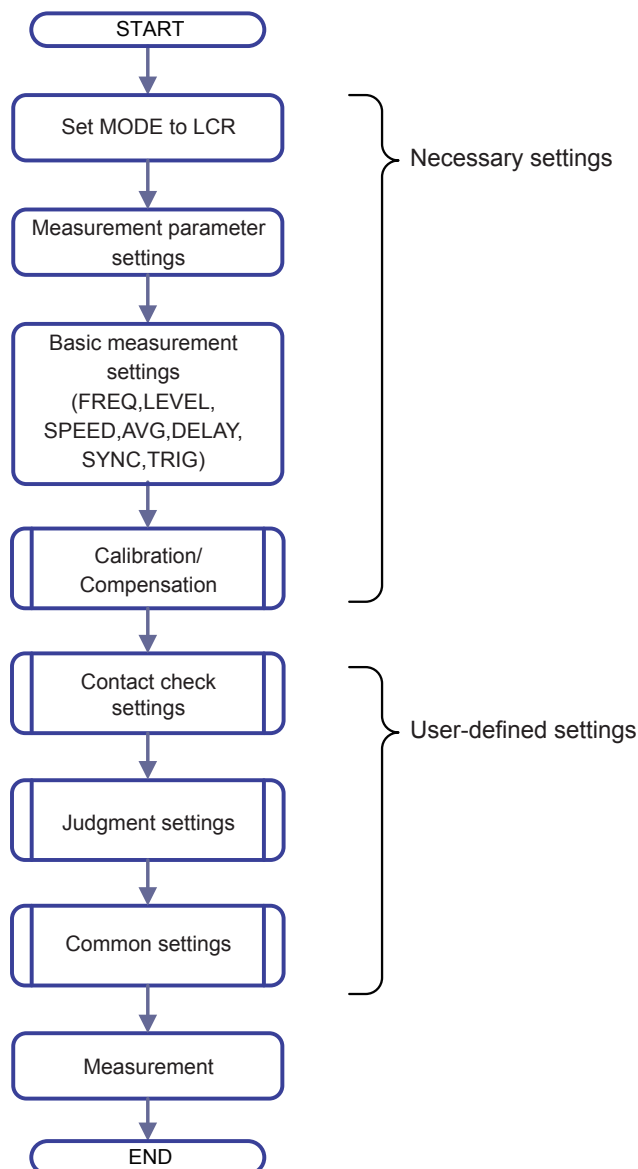 START
Set MODE to LCR
Necessary settings
Measurement parameter
settings
Basic measurement
settings
(FREQ,LEVEL,
SPEED,AVG,DELAY,
SYNC,TRIG)
Calibration/
Compensation
Contact check
settings
User-defined settings
Judgment settings
Common settings
Measurement
END